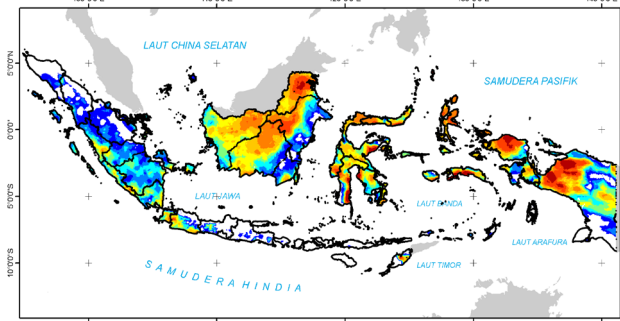 LAUT CHINA SELATAN
SAMUDERA PASIFIK
5°0'0"N
0°0'0"
5°0'0"S
10°0'0"S
LAUT JAWA
LAUT BANDA
LAUT ARAFURA
LAUT TIMOR
SAMUDERA HINDIA